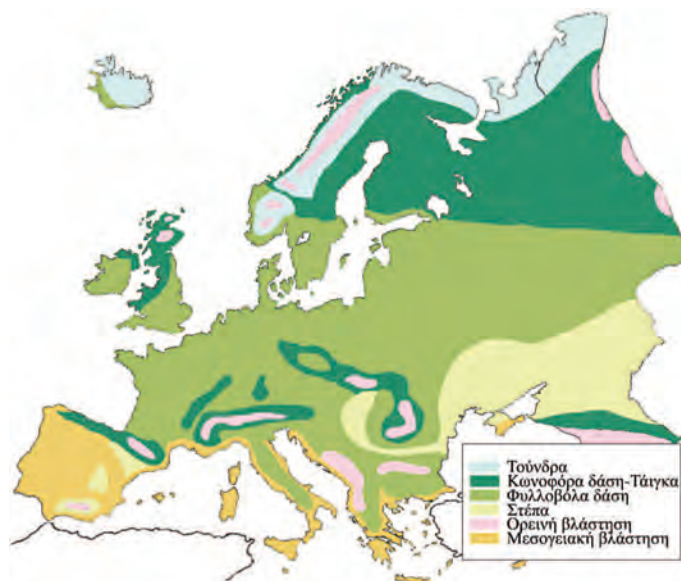 Τούνδρα
Κωνοφόρα δάση-Τάιγκα
Φυλλοβόλα δάση
Στέπα
Ορεινή βλάστηση
Μεσογειακή βλάστηση